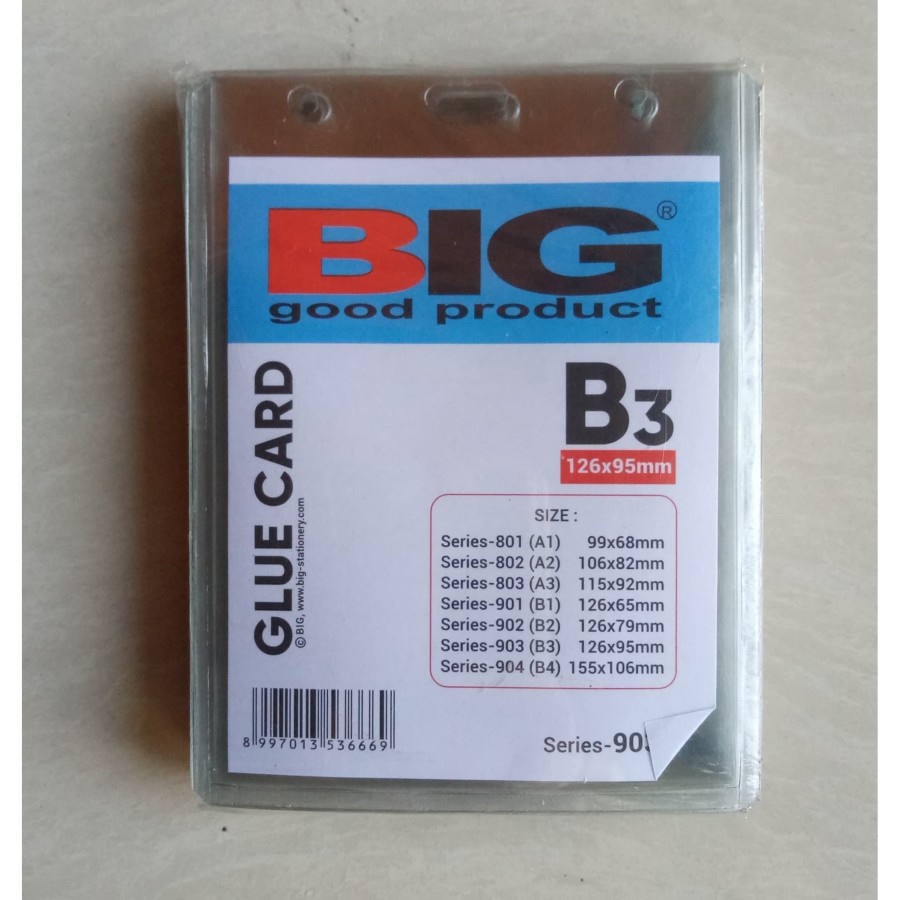 BIG®
good product
GLUE CARD
© BIG, www.big-stationery.com
B3
126x95mm
SIZE :
Series-801 (A1) 99x68mm
Series-802 (A2) 106x82mm
Series-803 (A3) 115x92mm
Series-901 (B1) 126x65mm
Series-902 (B2) 126x79mm
Series-903 (B3) 126x95mm
Series-904 (B4) 155x106mm
8 997013 536669
Series-903